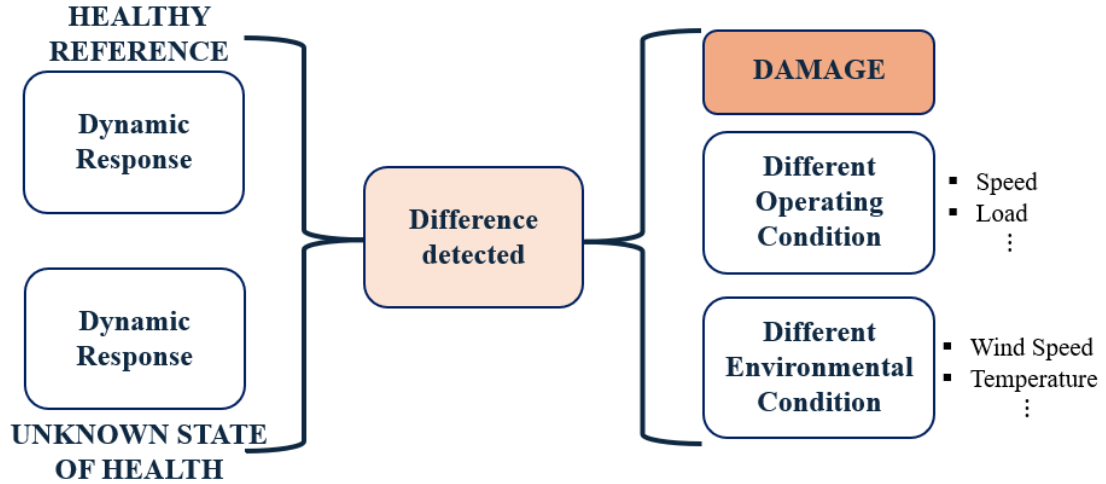 HEALTHY
REFERENCE
Dynamic
Response
Dynamic
Response
UNKNOWN STATE
OF HEALTH
Difference
detected
DAMAGE
Different
Operating
Condition
▪ Speed
▪ Load
⋮
Different
Environmental
Condition
▪ Wind Speed
▪ Temperature
⋮